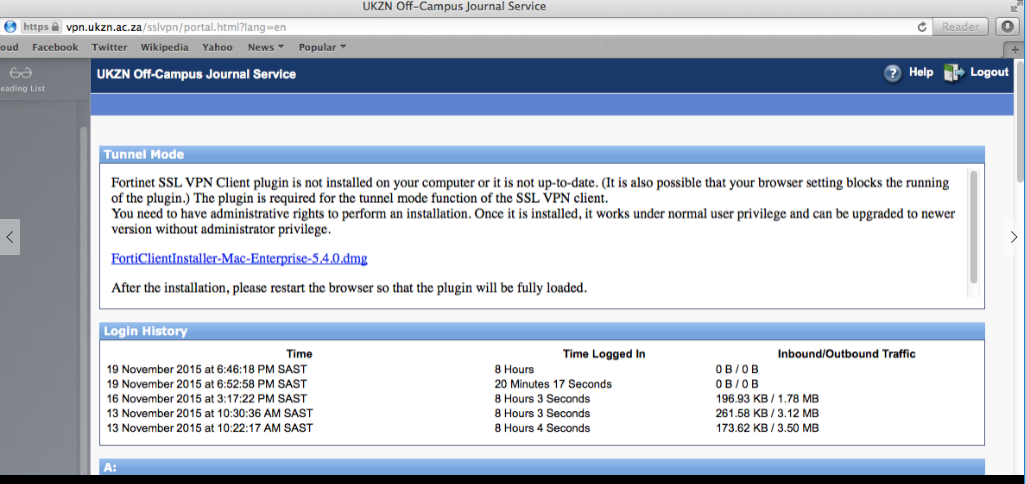 UKZN Off-Campus Journal Service
https vpn.ukzn.ac.za/sslvpn/portal.html?lang=en Reader
oud Facebook Twitter Wikipedia Yahoo News Popular
eading List
UKZN Off-Campus Journal Service Help Logout
Tunnel Mode
Fortinet SSL VPN Client plugin is not installed on your computer or it is not up-to-date. (It is also possible that your browser setting blocks the running
of the plugin.) The plugin is required for the tunnel mode function of the SSL VPN client.
You need to have administrative rights to perform an installation. Once it is installed, it works under normal user privilege and can be upgraded to newer
version without administrator privilege.
FortiClientInstaller-Mac-Enterprise-5.4.0.dmg
After the installation, please restart the browser so that the plugin will be fully loaded.
Login History
Time Time Logged In Inbound/Outbound Traffic
19 November 2015 at 6:46:18 PM SAST 8 Hours 0 B / 0 B
19 November 2015 at 6:52:58 PM SAST 20 Minutes 17 Seconds 0 B / 0 B
16 November 2015 at 3:17:22 PM SAST 8 Hours 3 Seconds 196.93 KB / 1.78 MB
13 November 2015 at 10:30:36 AM SAST 8 Hours 3 Seconds 261.58 KB / 3.12 MB
13 November 2015 at 10:22:17 AM SAST 8 Hours 4 Seconds 173.62 KB / 3.50 MB
A: